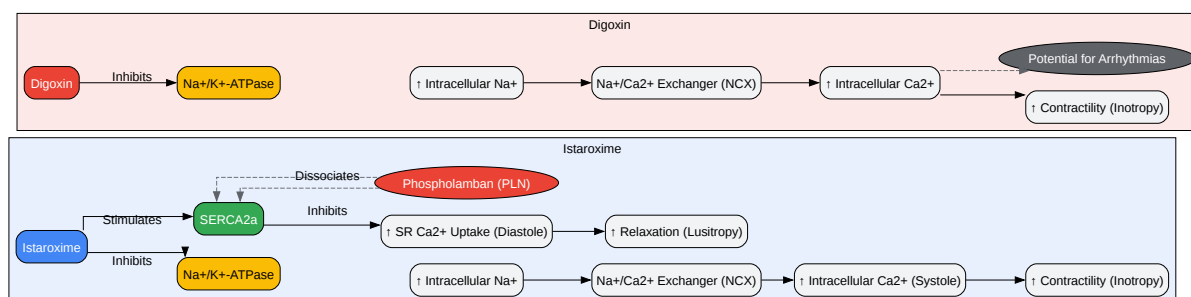 Digoxin
Digoxin
Inhibits
Na+/K+-ATPase
↑ Intracellular Na+
Na+/Ca2+ Exchanger (NCX)
↑ Intracellular Ca2+
Potential for Arrhythmias
↑ Contractility (Inotropy)
Istaroxime
Dissociates
Phospholamban (PLN)
Istaroxime
Stimulates
SERCA2a
Inhibits
↑ SR Ca2+ Uptake (Diastole)
↑ Relaxation (Lusitropy)
Inhibits
Na+/K+-ATPase
↑ Intracellular Na+
Na+/Ca2+ Exchanger (NCX)
↑ Intracellular Ca2+ (Systole)
↑ Contractility (Inotropy)